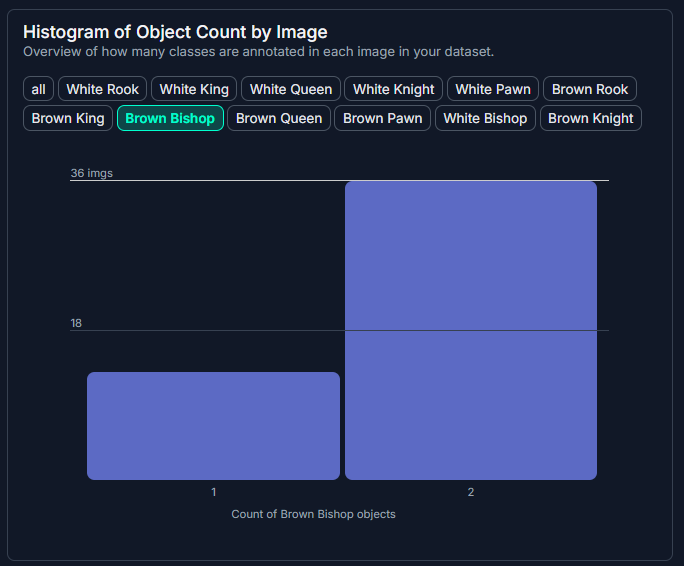 Histogram of Object Count by Image
Overview of how many classes are annotated in each image in your dataset.
all White Rook White King White Queen White Knight White Pawn Brown Rook
Brown King Brown Bishop Brown Queen Brown Pawn White Bishop Brown Knight
36 imgs
18
1 2
Count of Brown Bishop objects